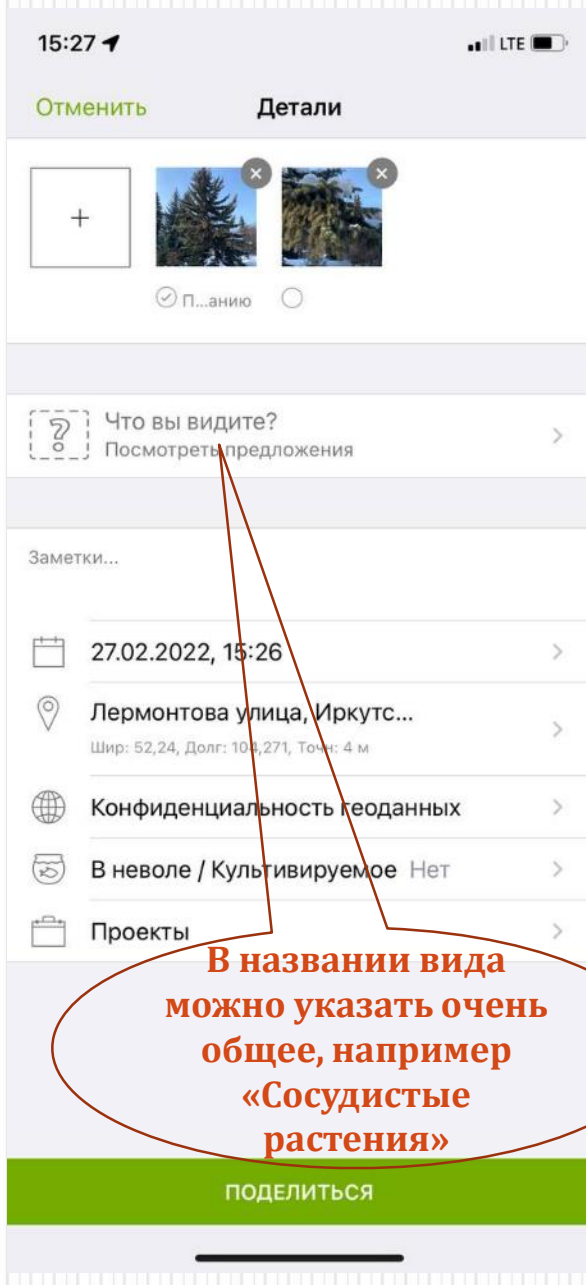 15:27 LTE
Отменить Детали
+
П...анию
Что вы видите?
Посмотреть предложения
Заметки...
27.02.2022, 15:26
Лермонтова улица, Иркутс...
Шир: 52,24, Долг: 104,271, Точн: 4 м
Конфиденциальность геоданных
В неволе / Культивируемое Нет
Проекты
В названии вида
можно указать очень
общее, например
«Сосудистые
растения»
ПОДЕЛИТЬСЯ